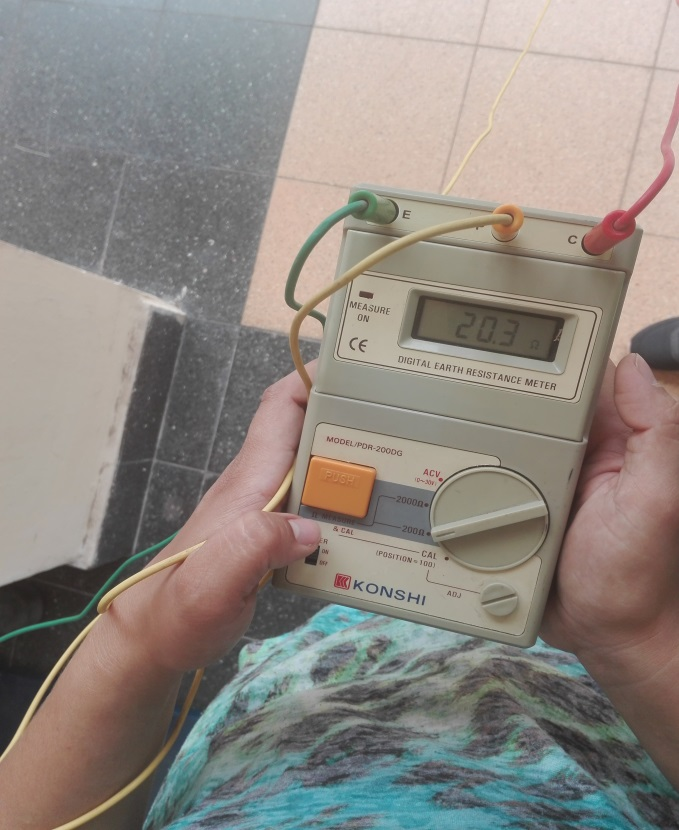 E
C
MEASURE
ON
CE
20.3 Ω
DIGITAL EARTH RESISTANCE METER
MODEL/PDR-200DG
PUSH
ACV
(0~30V)
2000Ω
200Ω
& CAL
CAL
(POSITION=100)
ON
OFF
ADJ
KONSHI